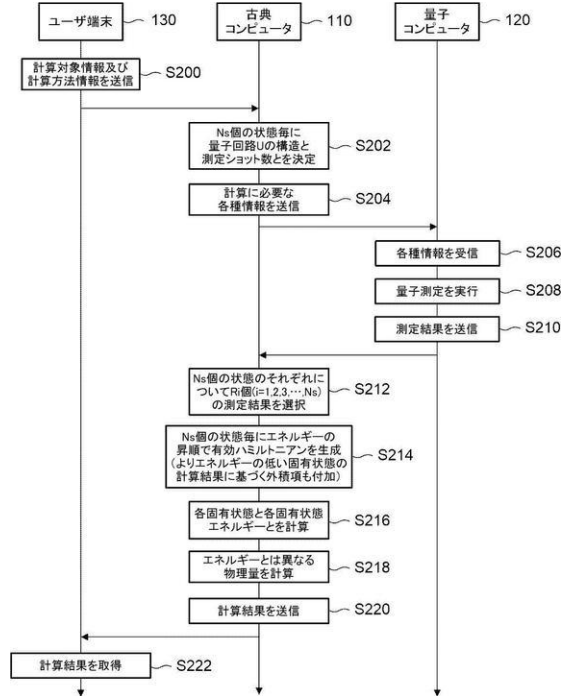 ユーザ端末
130
古典
コンピュータ
110
量子
コンピュータ
120
計算対象情報及び
計算方法情報を送信
S200
Ns個の状態毎に
量子回路Uの構造と
測定ショット数とを決定
S202
計算に必要な
各種情報を送信
S204
各種情報を受信
S206
量子測定を実行
S208
測定結果を送信
S210
Ns個の状態のそれぞれに
ついてRi個(i=1,2,3,…,Ns)
の測定結果を選択
S212
Ns個の状態毎にエネルギーの
昇順で有効ハミルトニアンを生成
(よりエネルギーの低い固有状態の
計算結果に基づく外積項も付加)
S214
各固有状態と各固有状態
エネルギーとを計算
S216
エネルギーとは異なる
物理量を計算
S218
計算結果を送信
S220
計算結果を取得
S222